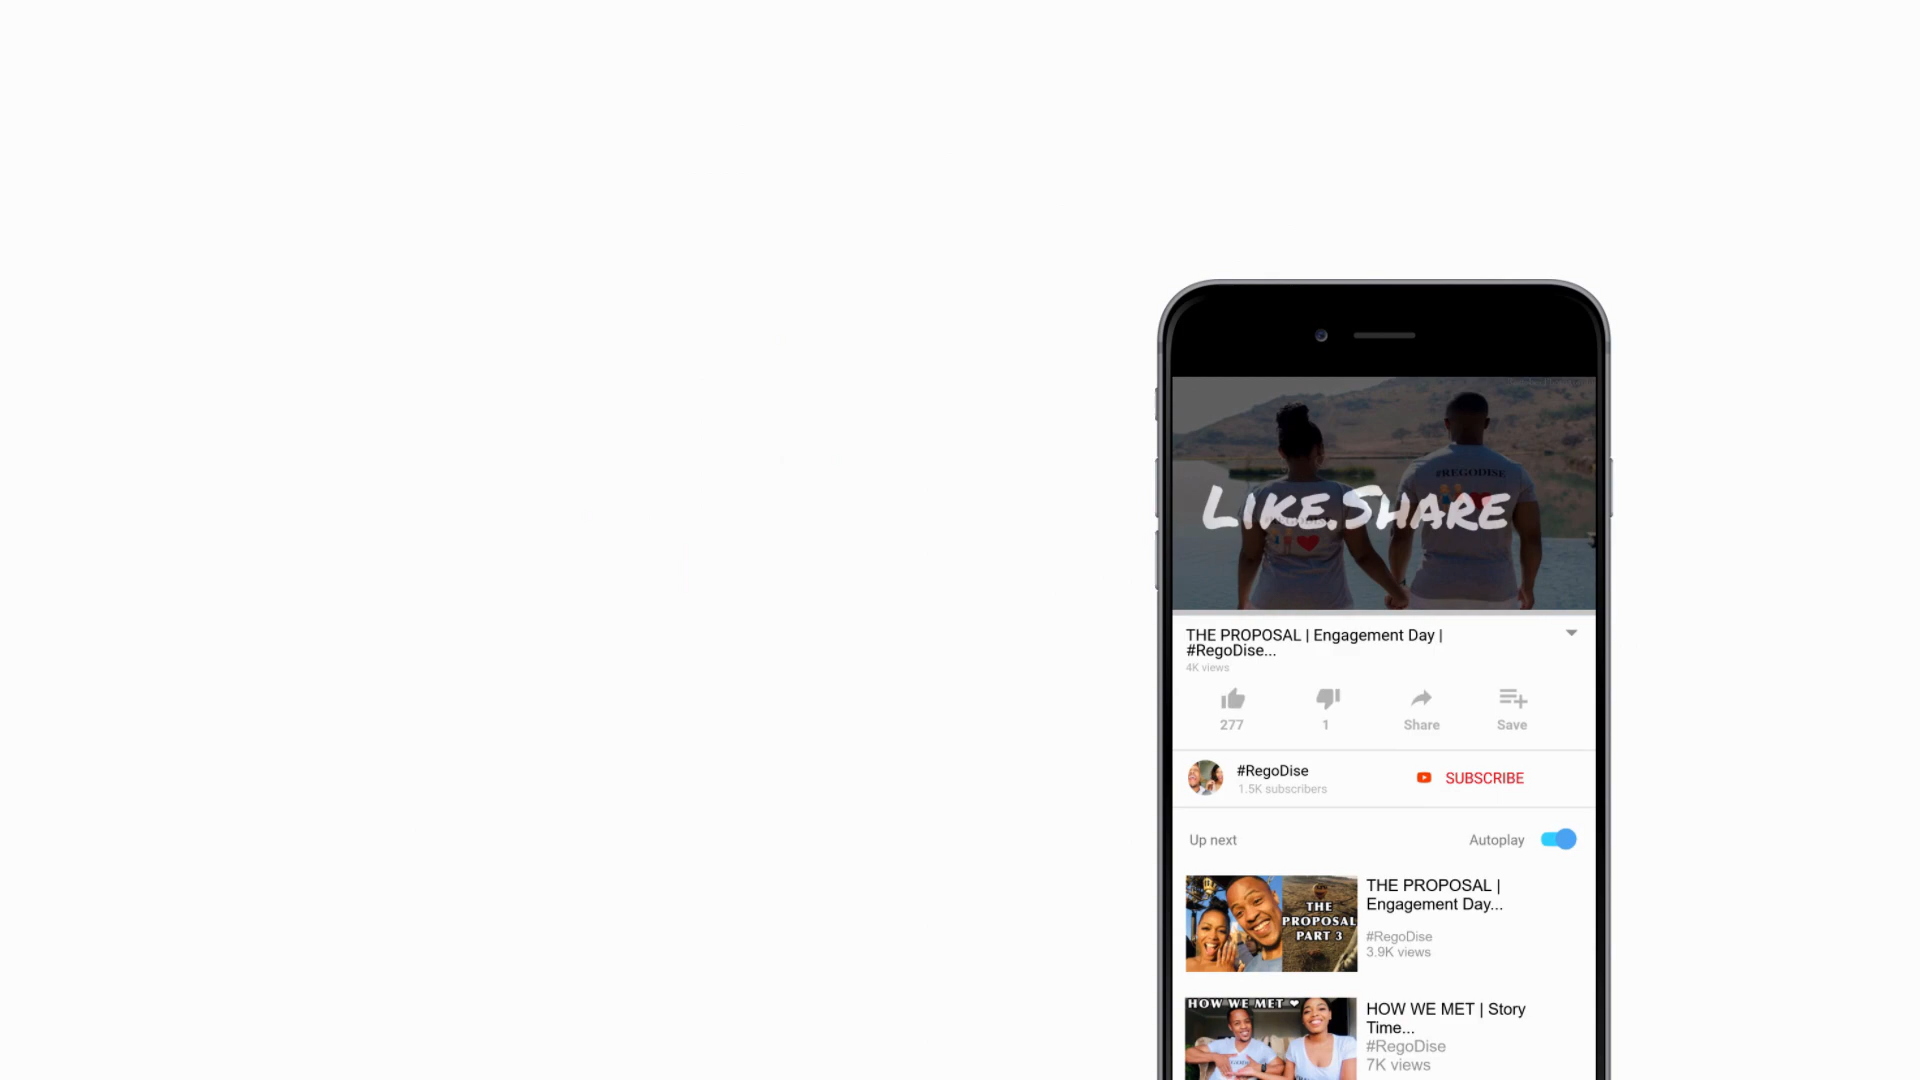 #REGODISE
LIKE.SHARE
THE PROPOSAL | Engagement Day |
#RegoDise...
4K views
277
1
Share
Save
#RegoDise
1.5K subscribers
SUBSCRIBE
Up next
Autoplay
THE
PROPOSAL
PART 3
THE PROPOSAL |
Engagement Day...
#RegoDise
3.9K views
HOW WE MET ❤
HOW WE MET | Story
Time...
#RegoDise
7K views